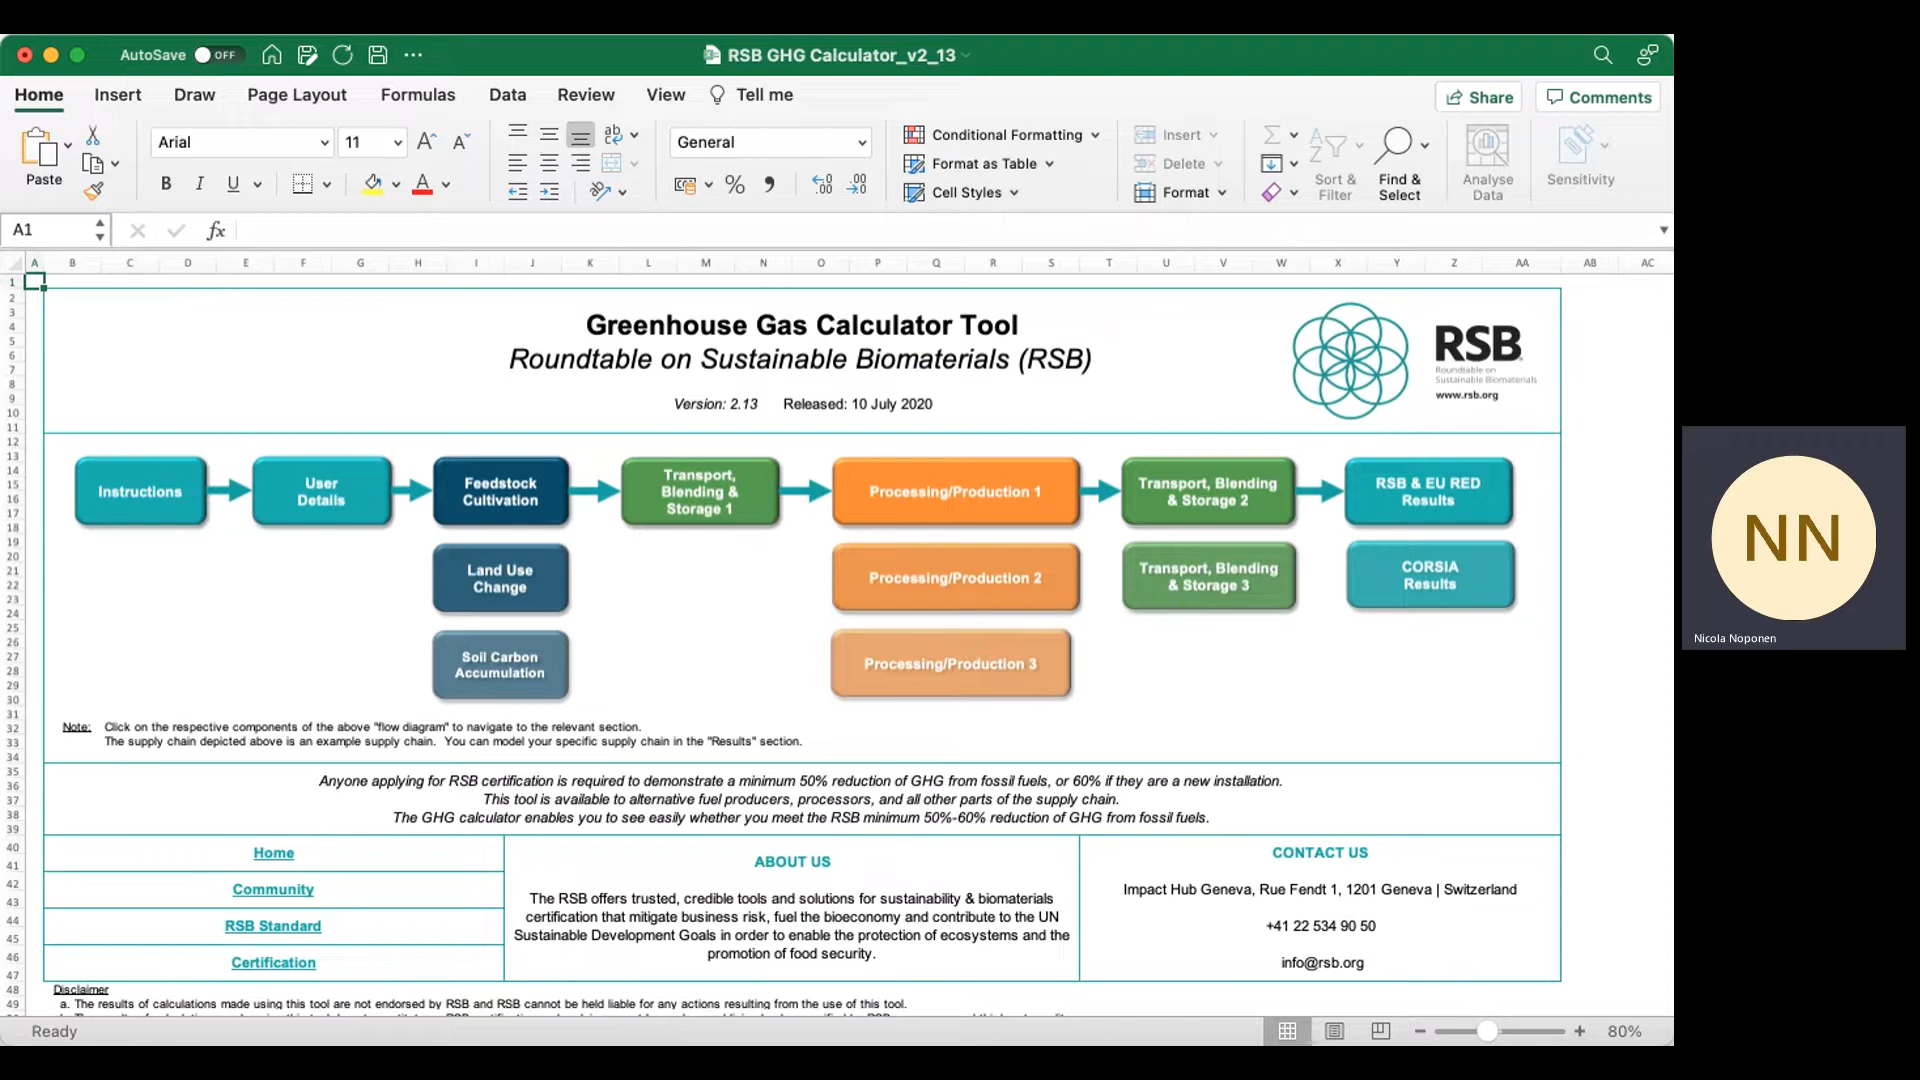 AutoSave OFF
RSB GHG Calculator_v2_13
Home Insert Draw Page Layout Formulas Data Review View Tell me
Share Comments
Paste
Arial 11
B I U
ab
General
%
Conditional Formatting
Format as Table
Cell Styles
Insert
Delete
Format
Sort & Filter
Find & Select
Analyse Data
Sensitivity
A1 fx
A B C D E F G H I J K L M N O P Q R S T U V W X Y Z AA AB AC
Greenhouse Gas Calculator Tool
Roundtable on Sustainable Biomaterials (RSB)
Version: 2.13 Released: 10 July 2020
RSB
Roundtable on
Sustainable Biomaterials
www.rsb.org
Instructions
User
Details
Feedstock
Cultivation
Transport,
Blending &
Storage 1
Processing/Production 1
Transport, Blending
& Storage 2
RSB & EU RED
Results
Land Use
Change
Processing/Production 2
Transport, Blending
& Storage 3
CORSIA
Results
Soil Carbon
Accumulation
Processing/Production 3
Note: Click on the respective components of the above "flow diagram" to navigate to the relevant section.
The supply chain depicted above is an example supply chain. You can model your specific supply chain in the "Results" section.
Anyone applying for RSB certification is required to demonstrate a minimum 50% reduction of GHG from fossil fuels, or 60% if they are a new installation.
This tool is available to alternative fuel producers, processors, and all other parts of the supply chain.
The GHG calculator enables you to see easily whether you meet the RSB minimum 50%-60% reduction of GHG from fossil fuels.
Home
Community
RSB Standard
Certification
ABOUT US
The RSB offers trusted, credible tools and solutions for sustainability & biomaterials
certification that mitigate business risk, fuel the bioeconomy and contribute to the UN
Sustainable Development Goals in order to enable the protection of ecosystems and the
promotion of food security.
CONTACT US
Impact Hub Geneva, Rue Fendt 1, 1201 Geneva | Switzerland
+41 22 534 90 50
info@rsb.org
Disclaimer
a. The results of calculations made using this tool are not endorsed by RSB and RSB cannot be held liable for any actions resulting from the use of this tool.
Ready
80%
NN
Nicola Noponen